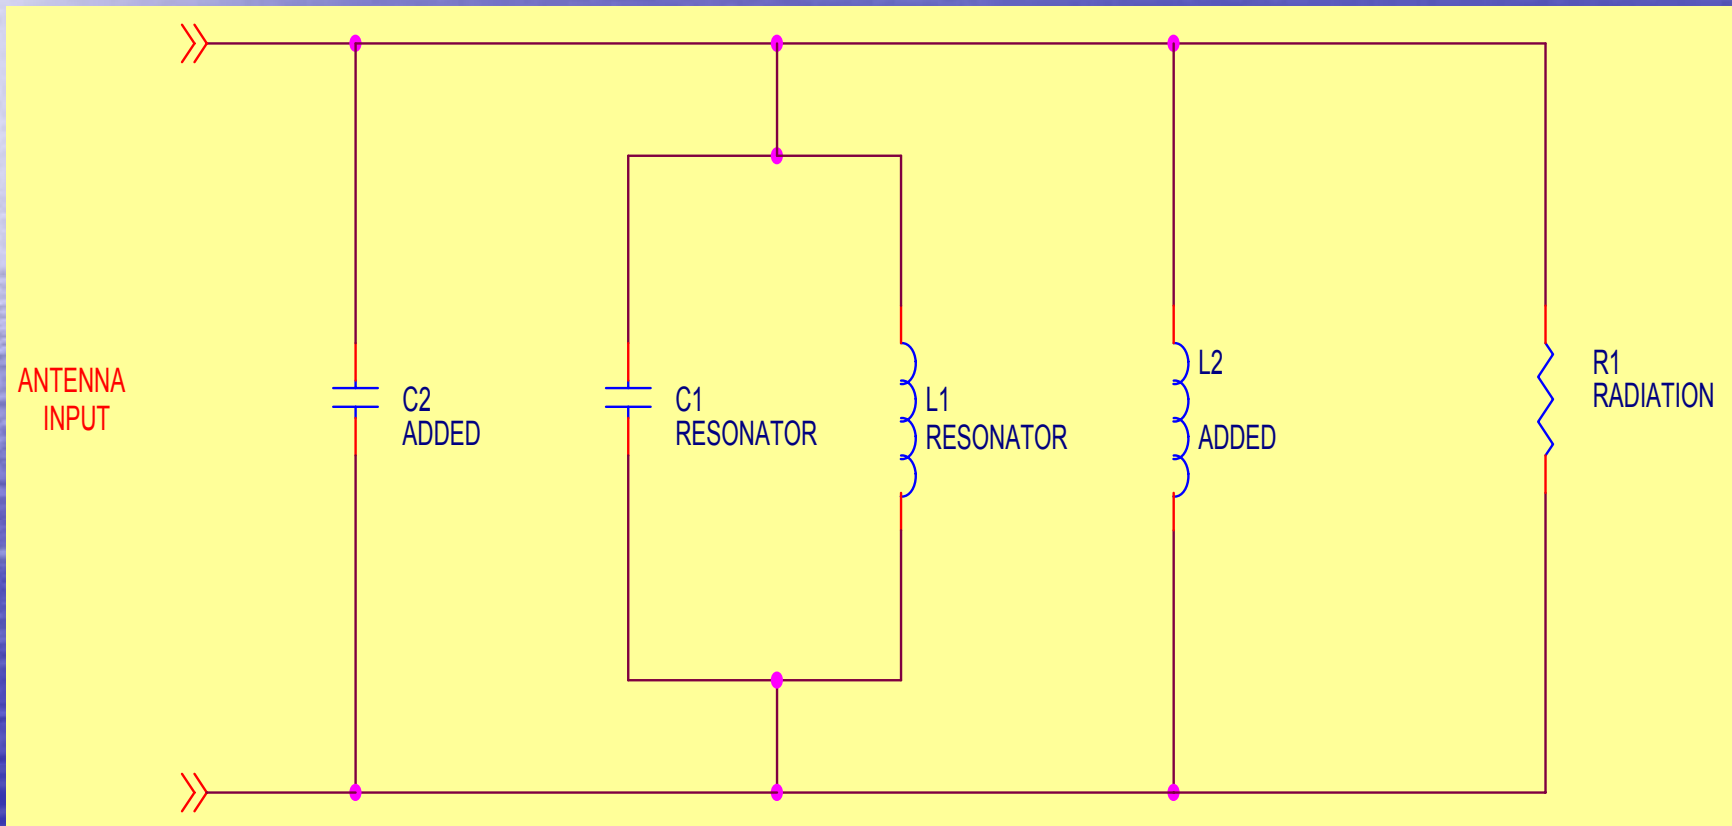 ANTENNA
INPUT
C2
ADDED
C1
RESONATOR
L1
RESONATOR
L2
ADDED
R1
RADIATION